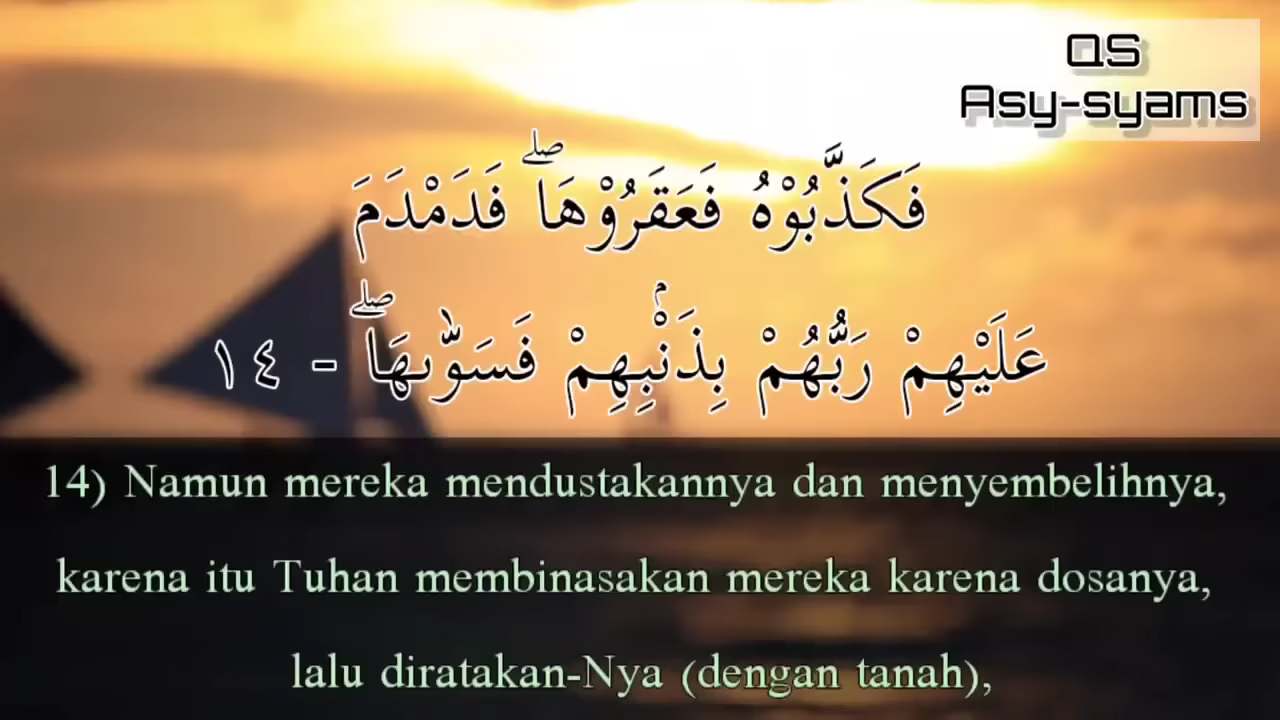 QS
Asy-syams
فَكَذَّبُوْهُ فَعَقَرُوْهَاۖ فَدَمْدَمَ
عَلَيْهِمْ رَبُّهُمْ بِذَنْۢبِهِمْ فَسَوّٰىهَاۖ - ١٤
14) Namun mereka mendustakannya dan menyembelihnya,
karena itu Tuhan membinasakan mereka karena dosanya,
lalu diratakan-Nya (dengan tanah),